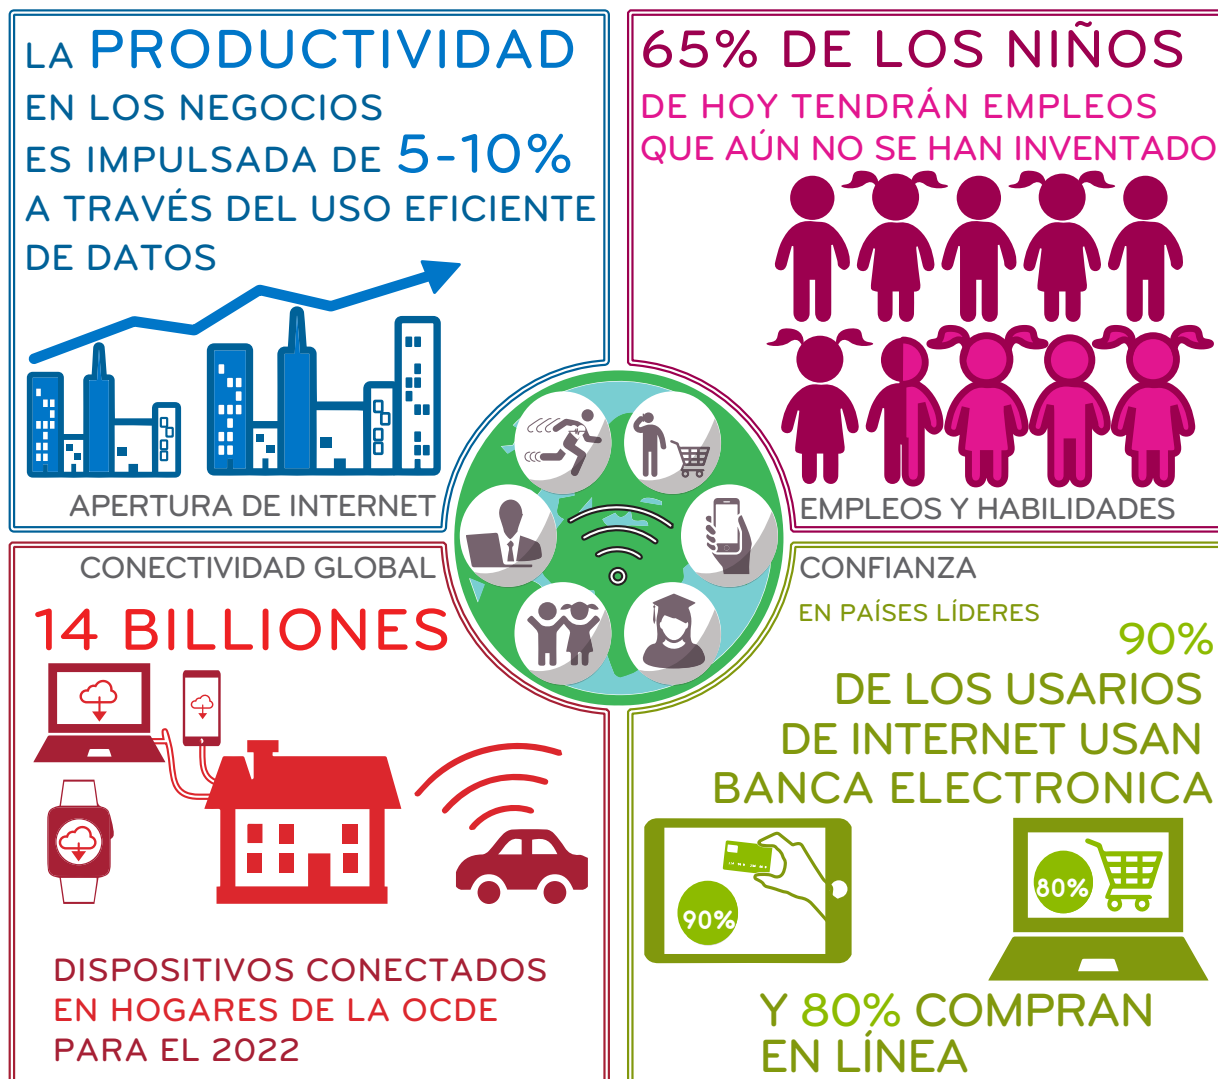 LA PRODUCTIVIDAD
EN LOS NEGOCIOS
ES IMPULSADA DE 5-10%
A TRAVÉS DEL USO EFICIENTE
DE DATOS
APERTURA DE INTERNET
65% DE LOS NIÑOS
DE HOY TENDRÁN EMPLEOS
QUE AÚN NO SE HAN INVENTADO
EMPLEOS Y HABILIDADES
CONECTIVIDAD GLOBAL
14 BILLIONES
DISPOSITIVOS CONECTADOS
EN HOGARES DE LA OCDE
PARA EL 2022
CONFIANZA
EN PAÍSES LÍDERES
90%
DE LOS USARIOS
DE INTERNET USAN
BANCA ELECTRONICA
90%
80%
Y 80% COMPRAN
EN LÍNEA